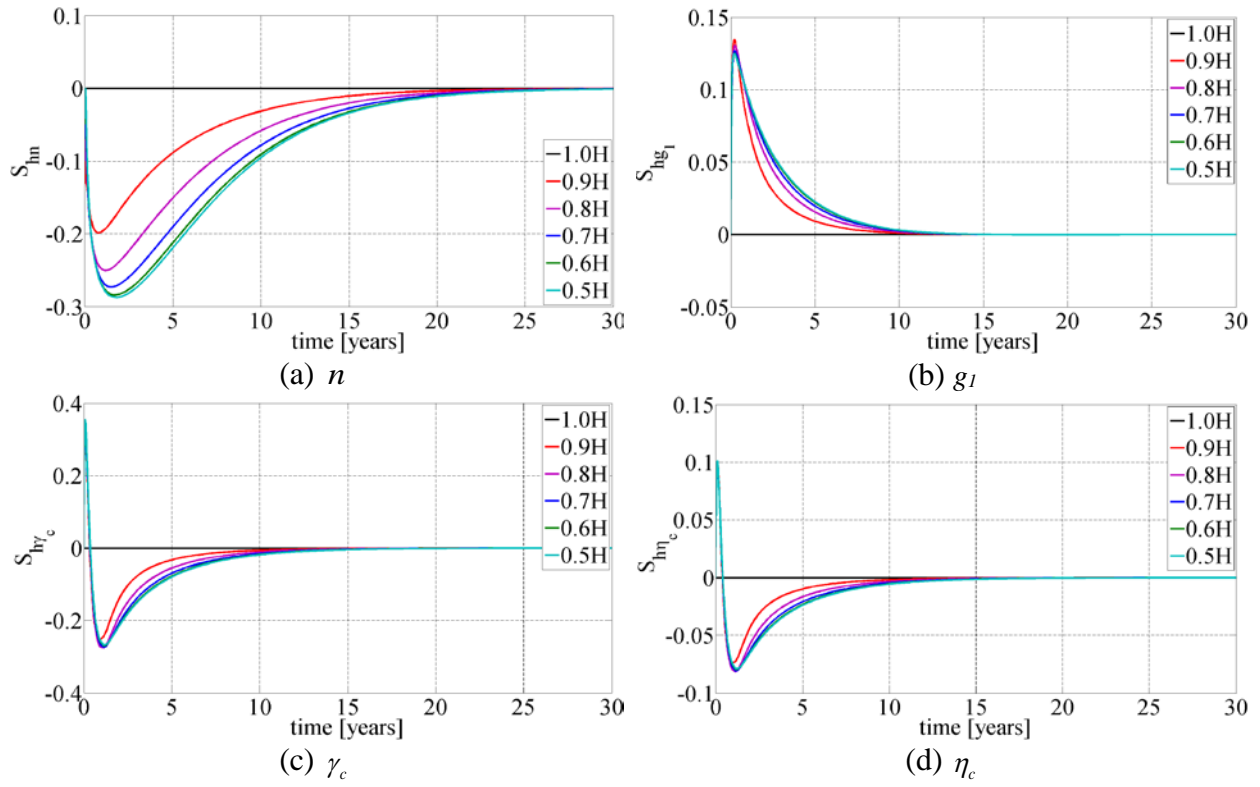 0.1
0
-0.1
-0.2
-0.3
S_hn
1.0H
0.9H
0.8H
0.7H
0.6H
0.5H
0 5 10 15 20 25 30
time [years]
(a) n
0.15
0.1
0.05
0
-0.05
S_hg_1
1.0H
0.9H
0.8H
0.7H
0.6H
0.5H
0 5 10 15 20 25 30
time [years]
(b) g1
0.4
0.2
0
-0.2
-0.4
S_hγ_c
1.0H
0.9H
0.8H
0.7H
0.6H
0.5H
0 5 10 15 20 25 30
time [years]
(c) γ_c
0.15
0.1
0.05
0
-0.05
-0.1
S_hη_c
1.0H
0.9H
0.8H
0.7H
0.6H
0.5H
0 5 10 15 20 25 30
time [years]
(d) η_c